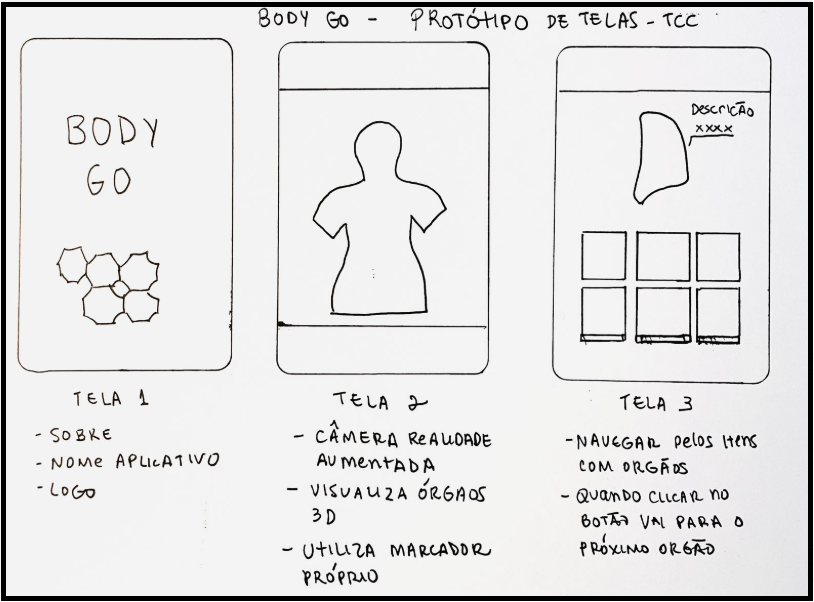 BODY GO - PROTÓTIPO DE TELAS - TCC
BODY
GO
DESCRIÇÃO
XXXX
TELA 1
- SOBRE
- NOME APLICATIVO
- LOGO
TELA 2
- CÂMERA REALIDADE
AUMENTADA
- VISUALIZA ÓRGAOS
3D
- UTILIZA MARCADOR
PRÓPRIO
TELA 3
- NAVEGAR PELOS ITENS
COM ORGÃOS
- QUANDO CLICAR NO
BOTÃO VAI PARA O
PRÓXIMO ORGÃO